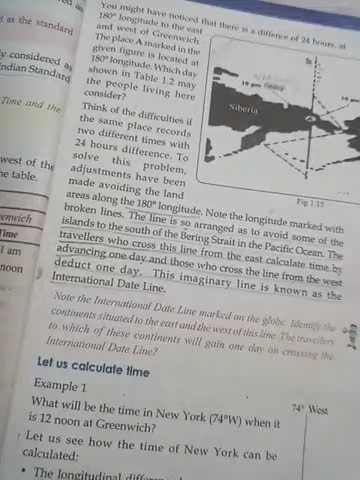 as the standard
considered as
Indian Standard
Time and the
west of the
he table.
Time
1 am
noon
You might have noticed that there is a diffence of 24 hours, at
180° longitude to the east
and west of Greenwich.
The place A marked in the
given figure is located at
180° longitude. Which day
shown in Table 1.2 may
the people living here
consider?
Think of the difficulties if
the same place records
two different times with
24 hours difference. To
solve this problem,
adjustments have been
made avoiding the land
areas along the 180° longitude. Note the longitude marked with
broken lines. The line is so arranged as to avoid some of the
islands to the south of the Bering Strait in the Pacific Ocean. The
travellers who cross this line from the east calculate time by
advancing one day and those who cross the line from the west
deduct one day. This imaginary line is known as the
International Date Line.
Siberia
Fig 1.15
Note the International Date Line marked on the globe. Identify the
continents situated to the east and the west of this line. The travellers
to which of these continents will gain one day on crossing the
International Date Line?
Let us calculate time
Example 1
What will be the time in New York (74°W) when it
is 12 noon at Greenwich?
Let us see how the time of New York can be
calculated:
• The longitudinal
74° West